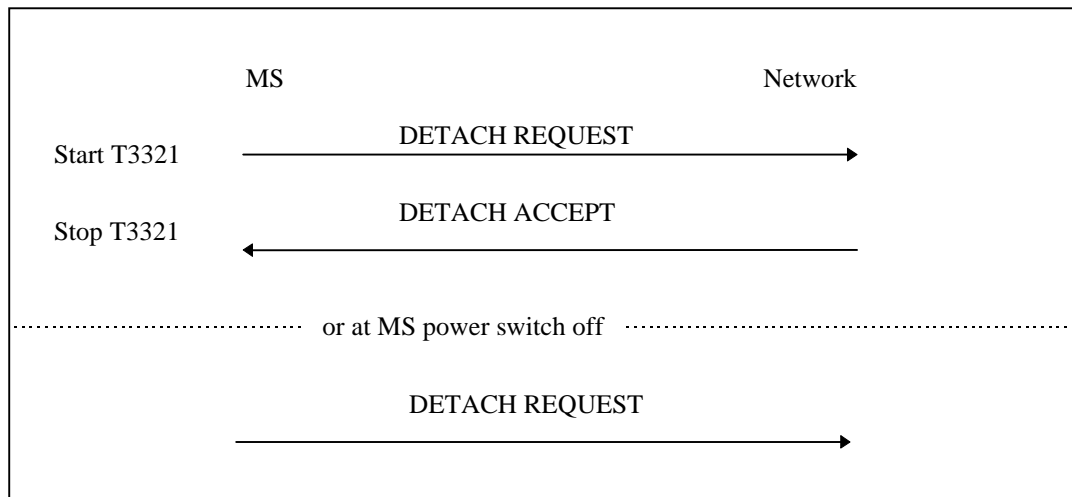 MS Network
Start T3321 DETACH REQUEST
Stop T3321 DETACH ACCEPT
or at MS power switch off
DETACH REQUEST